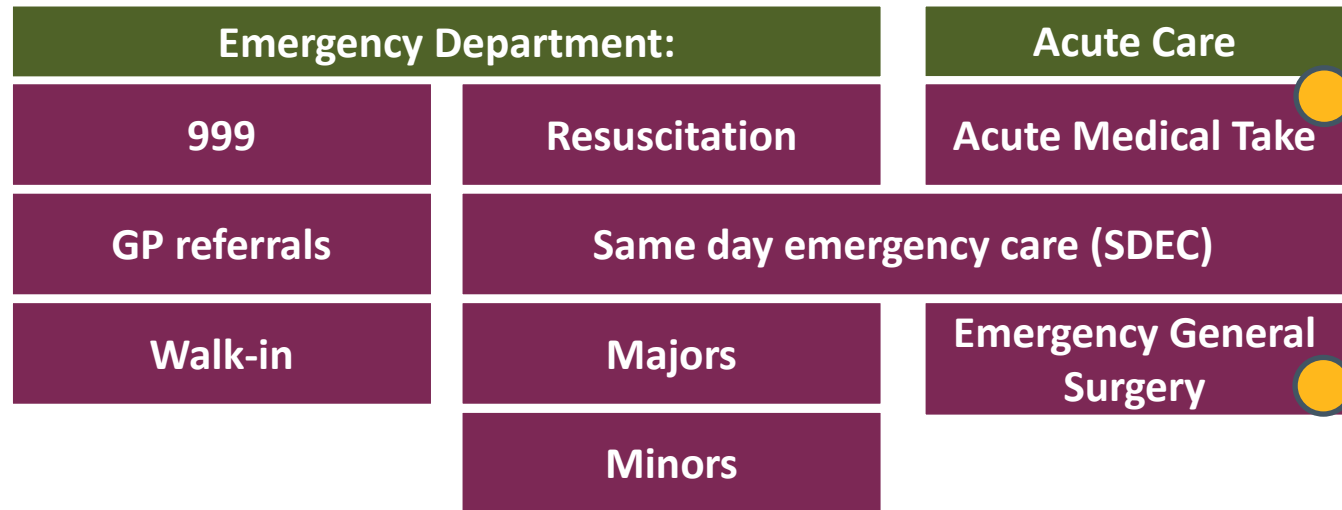 Emergency Department:
Acute Care
999
Resuscitation
Acute Medical Take
GP referrals
Same day emergency care (SDEC)
Walk-in
Majors
Emergency General
Surgery
Minors